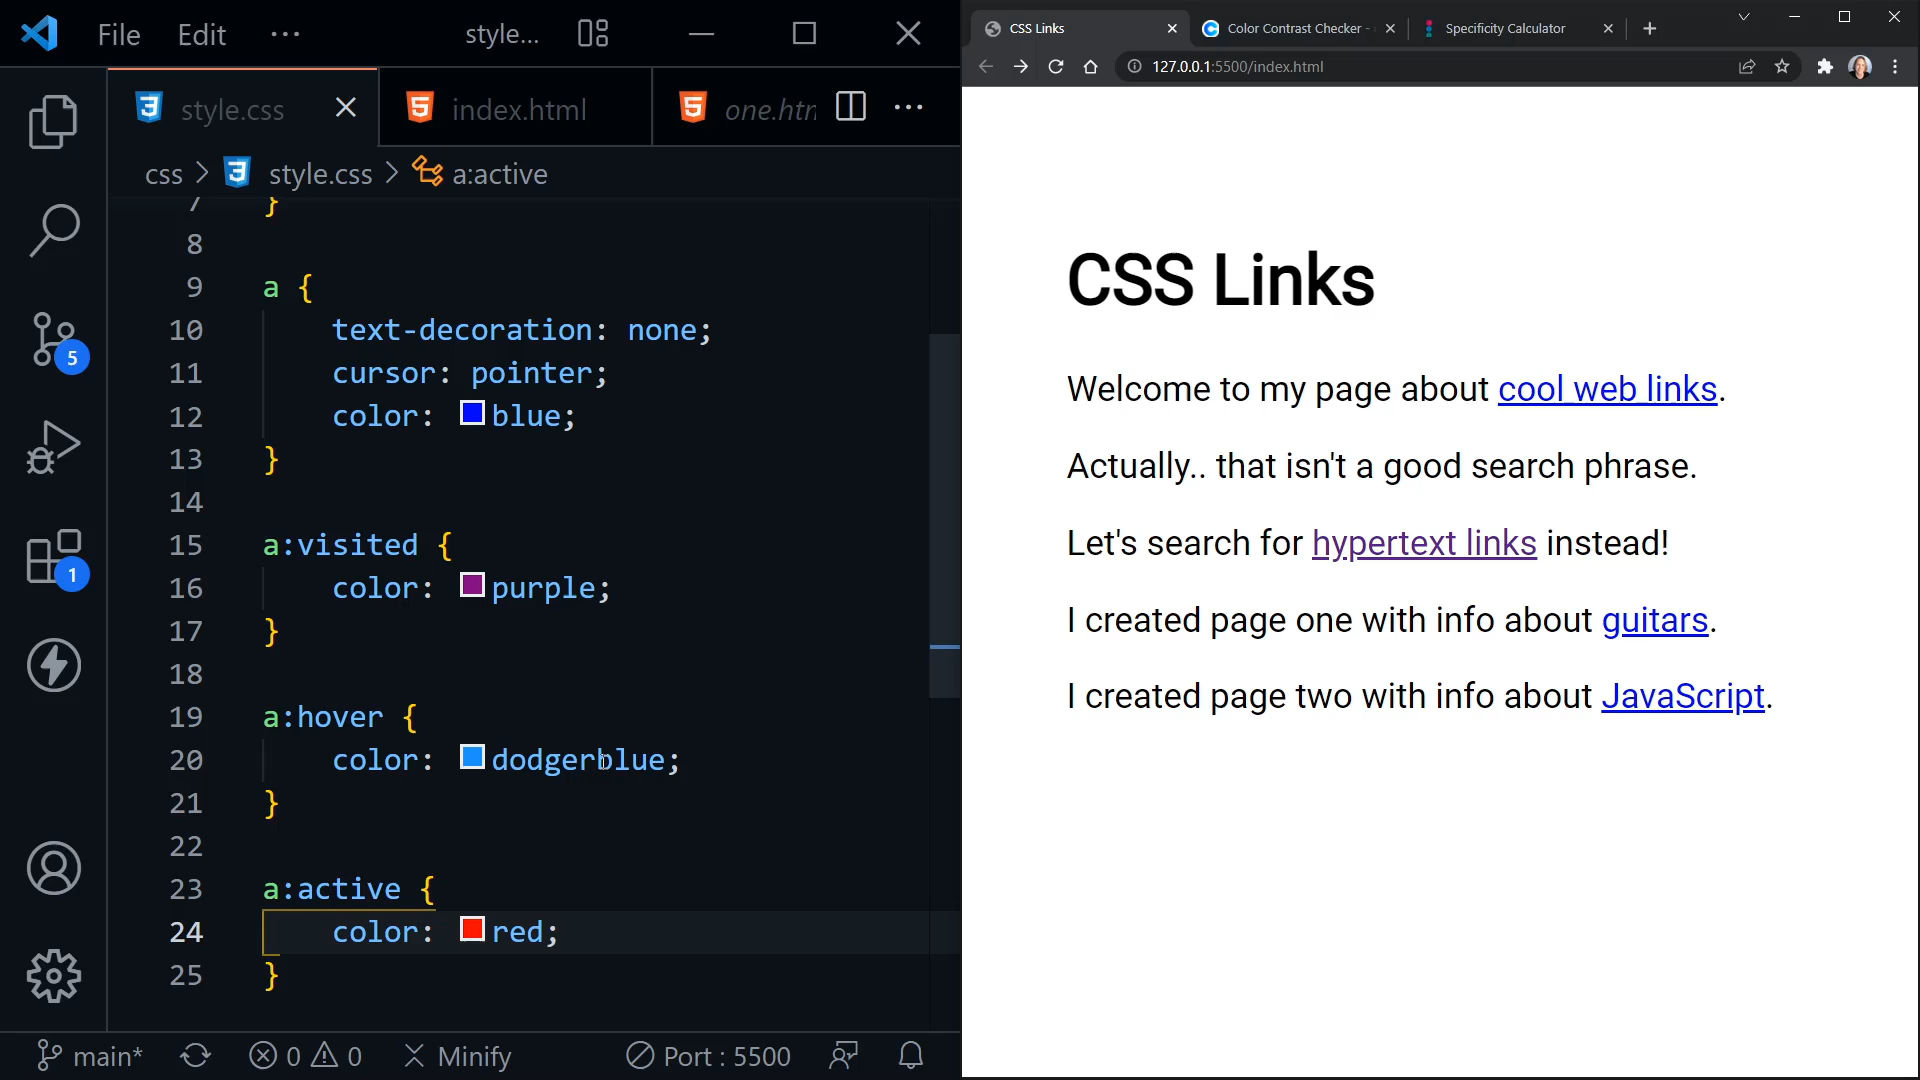 File Edit ··· style...
style.css index.html one.htm
css > style.css > a:active
7 }
8
9 a {
10 text-decoration: none;
11 cursor: pointer;
12 color: blue;
13 }
14
15 a:visited {
16 color: purple;
17 }
18
19 a:hover {
20 color: dodgerblue;
21 }
22
23 a:active {
24 color: red;
25 }
5
1
main* 0 0 Minify Port : 5500
CSS Links Color Contrast Checker - Specificity Calculator
127.0.0.1:5500/index.html
CSS Links
Welcome to my page about cool web links.
Actually.. that isn't a good search phrase.
Let's search for hypertext links instead!
I created page one with info about guitars.
I created page two with info about JavaScript.